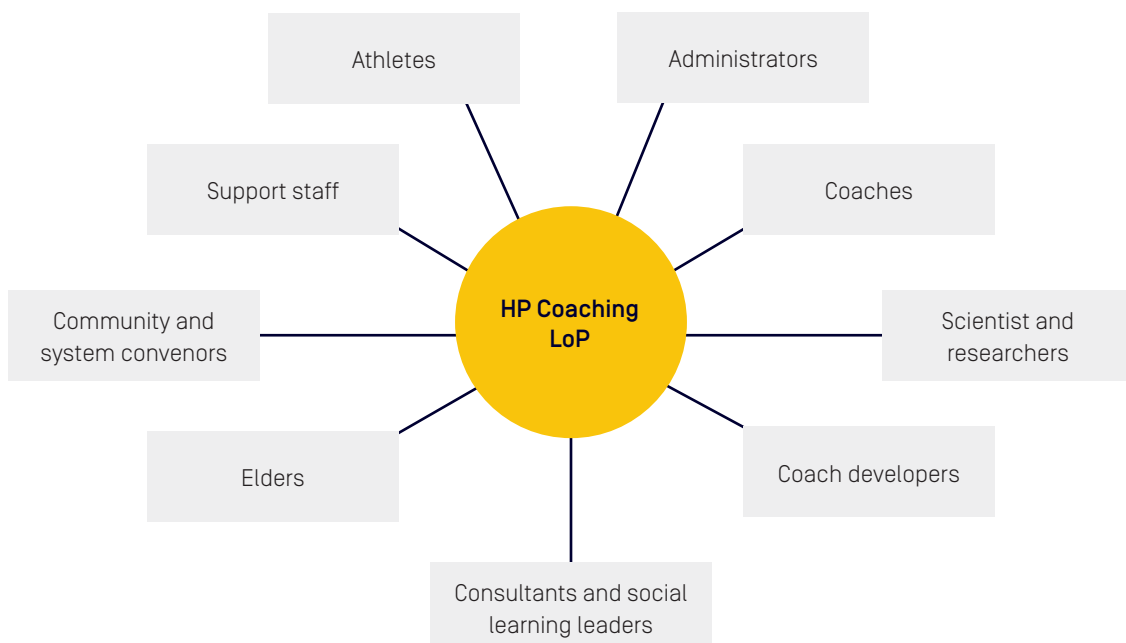 Athletes
Administrators
Support staff
Coaches
HP Coaching
LoP
Community and
system convenors
Scientist and
researchers
Elders
Coach developers
Consultants and social
learning leaders